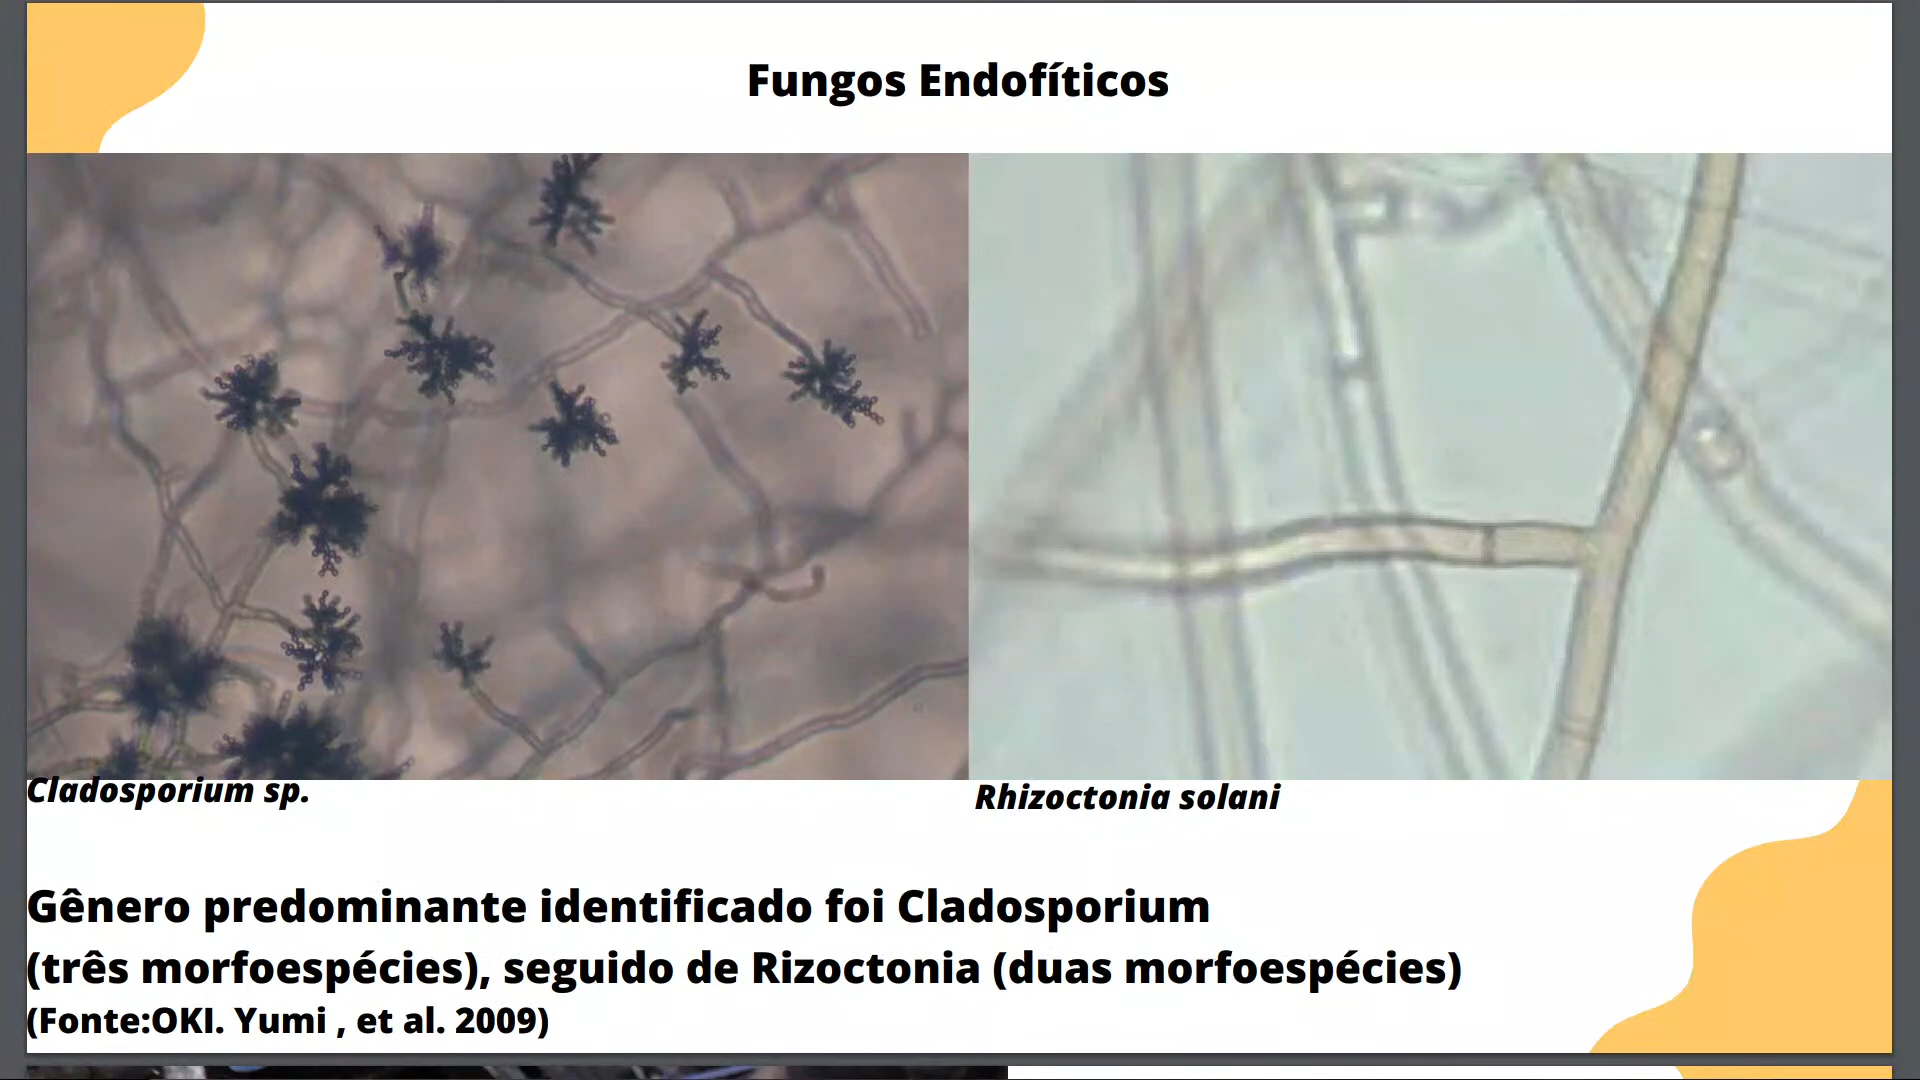 Fungos Endofíticos
Cladosporium sp.
Rhizoctonia solani
Gênero predominante identificado foi Cladosporium
(três morfoespécies), seguido de Rizoctonia (duas morfoespécies)
(Fonte:OKI. Yumi , et al. 2009)